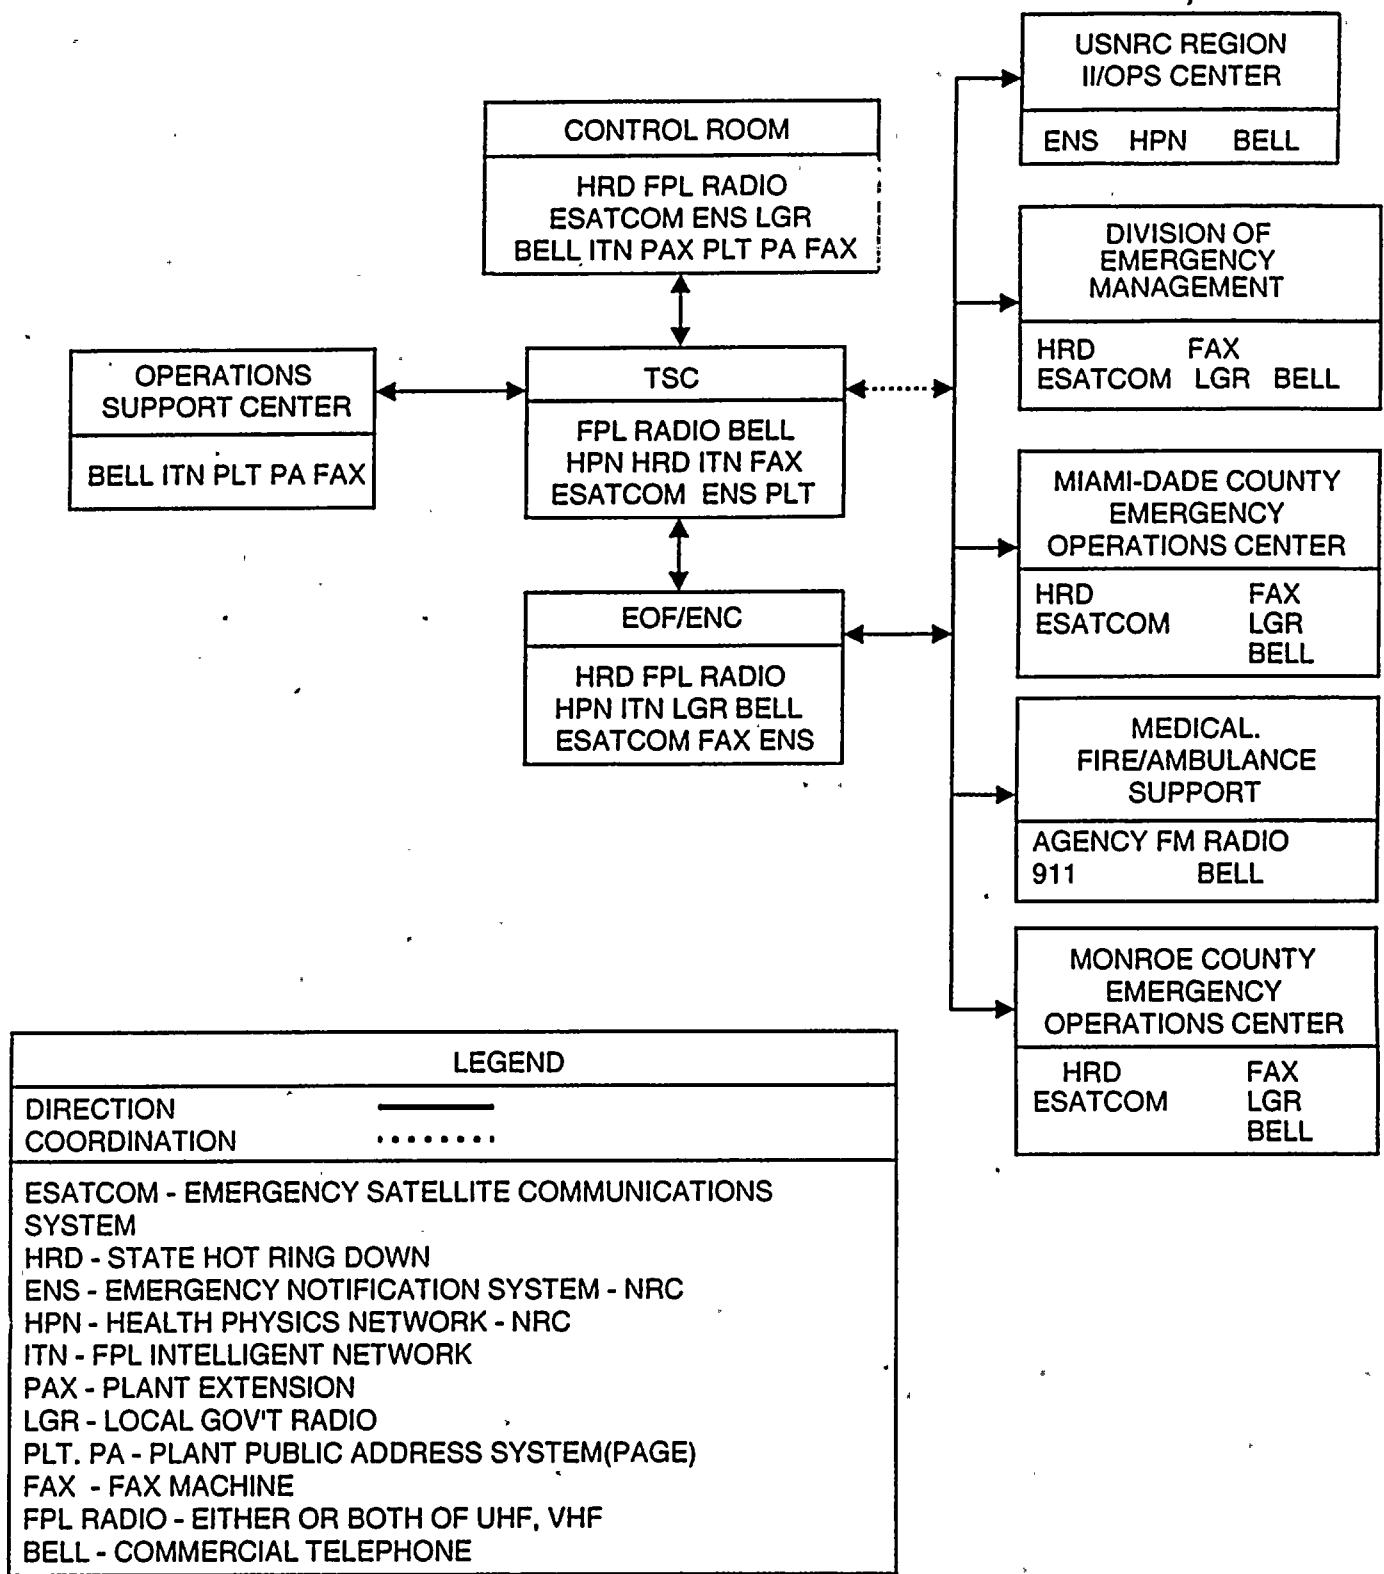 USNRC REGION
II/OPS CENTER
ENS HPN BELL
CONTROL ROOM
HRD FPL RADIO
ESATCOM ENS LGR
BELL ITN PAX PLT PA FAX
DIVISION OF
EMERGENCY
MANAGEMENT
HRD FAX
ESATCOM LGR BELL
OPERATIONS
SUPPORT CENTER
BELL ITN PLT PA FAX
TSC
FPL RADIO BELL
HPN HRD ITN FAX
ESATCOM ENS PLT
MIAMI-DADE COUNTY
EMERGENCY
OPERATIONS CENTER
HRD FAX
ESATCOM LGR
BELL
EOF/ENC
HRD FPL RADIO
HPN ITN LGR BELL
ESATCOM FAX ENS
MEDICAL.
FIRE/AMBULANCE
SUPPORT
AGENCY FM RADIO
911 BELL
MONROE COUNTY
EMERGENCY
OPERATIONS CENTER
HRD FAX
ESATCOM LGR
BELL
LEGEND
DIRECTION
COORDINATION
ESATCOM - EMERGENCY SATELLITE COMMUNICATIONS
SYSTEM
HRD - STATE HOT RING DOWN
ENS - EMERGENCY NOTIFICATION SYSTEM - NRC
HPN - HEALTH PHYSICS NETWORK - NRC
ITN - FPL INTELLIGENT NETWORK
PAX - PLANT EXTENSION
LGR - LOCAL GOV'T RADIO
PLT. PA - PLANT PUBLIC ADDRESS SYSTEM(PAGE)
FAX - FAX MACHINE
FPL RADIO - EITHER OR BOTH OF UHF, VHF
BELL - COMMERCIAL TELEPHONE